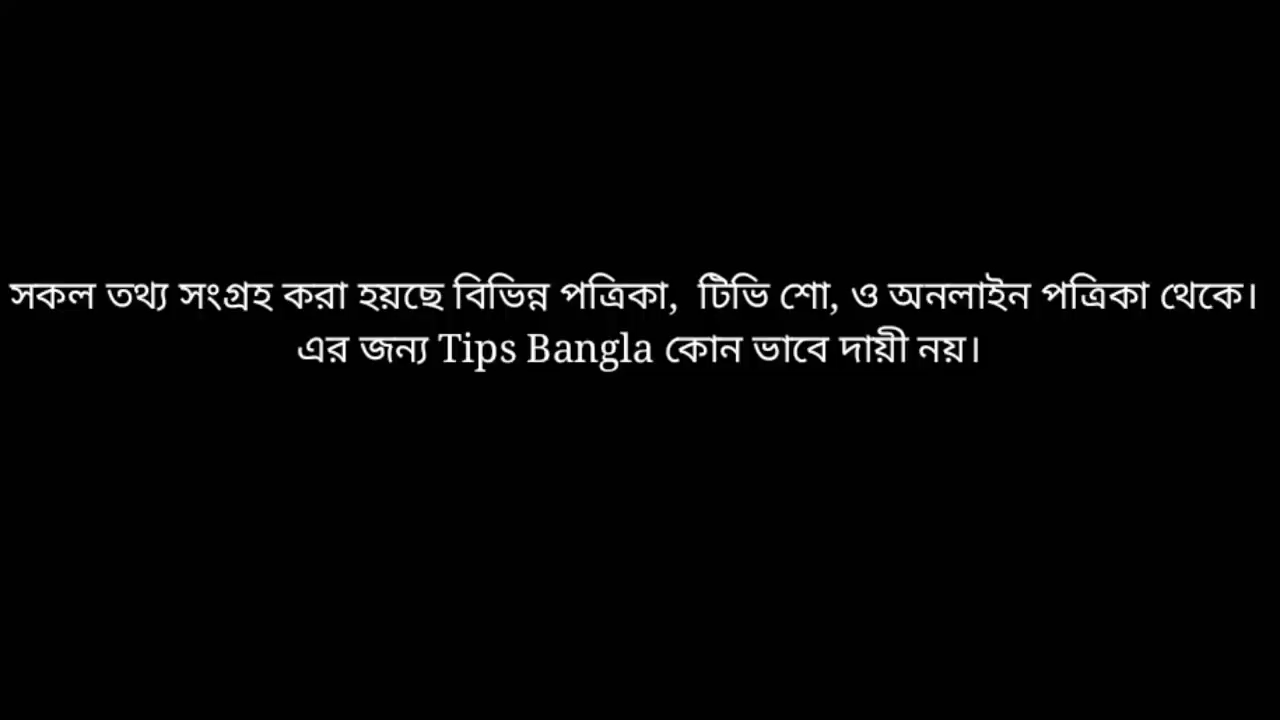 সকল তথ্য সংগ্রহ করা হয়ছে বিভিন্ন পত্রিকা, টিভি শো, ও অনলাইন পত্রিকা থেকে।
এর জন্য Tips Bangla কোন ভাবে দায়ী নয়।